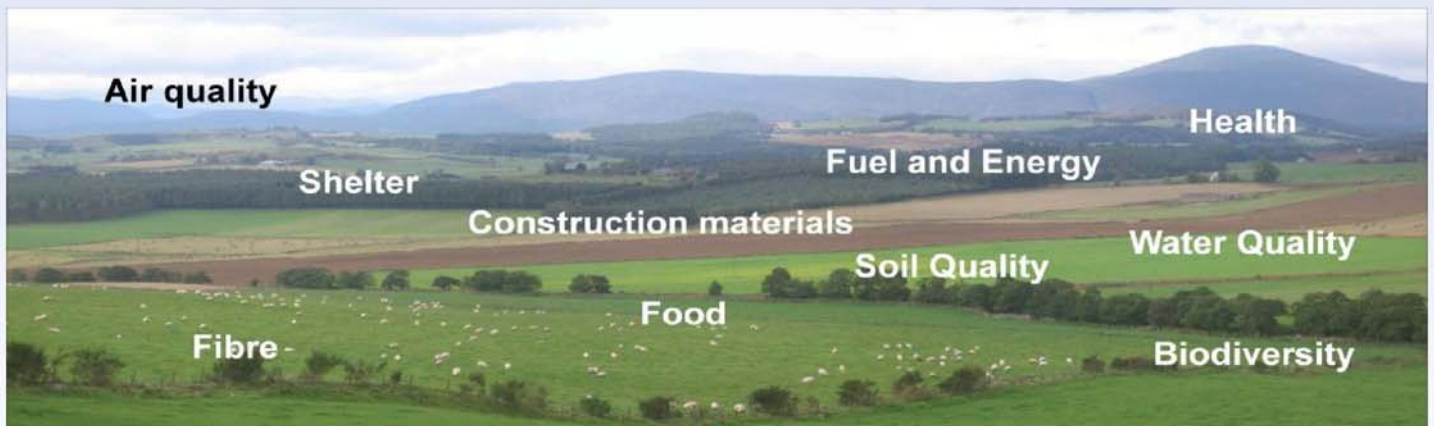 Air quality
Health
Fuel and Energy
Shelter
Construction materials
Water Quality
Soil Quality
Food
Fibre
Biodiversity